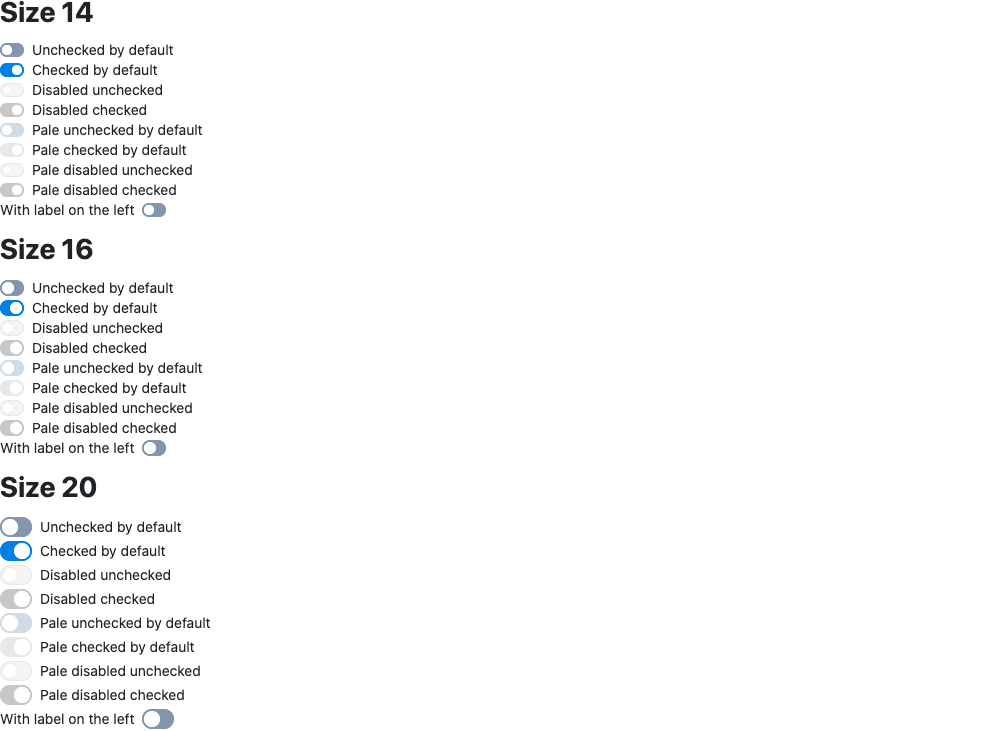 Size 14
Unchecked by default
Checked by default
Disabled unchecked
Disabled checked
Pale unchecked by default
Pale checked by default
Pale disabled unchecked
Pale disabled checked
With label on the left
Size 16
Unchecked by default
Checked by default
Disabled unchecked
Disabled checked
Pale unchecked by default
Pale checked by default
Pale disabled unchecked
Pale disabled checked
With label on the left
Size 20
Unchecked by default
Checked by default
Disabled unchecked
Disabled checked
Pale unchecked by default
Pale checked by default
Pale disabled unchecked
Pale disabled checked
With label on the left